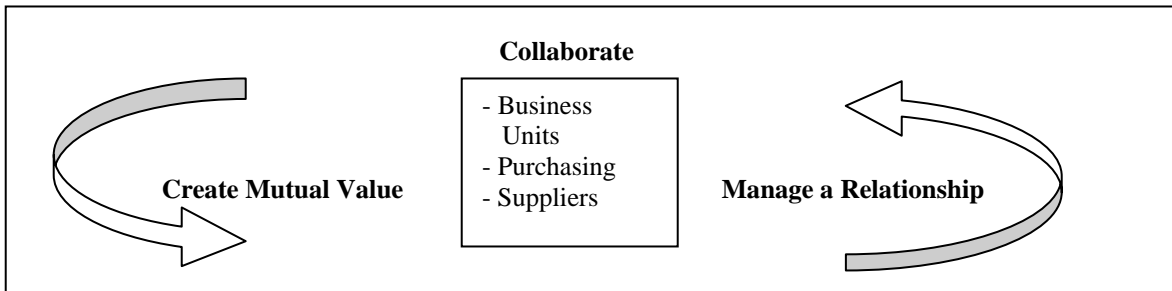 Collaborate
- Business
Units
- Purchasing
- Suppliers
Create Mutual Value
Manage a Relationship